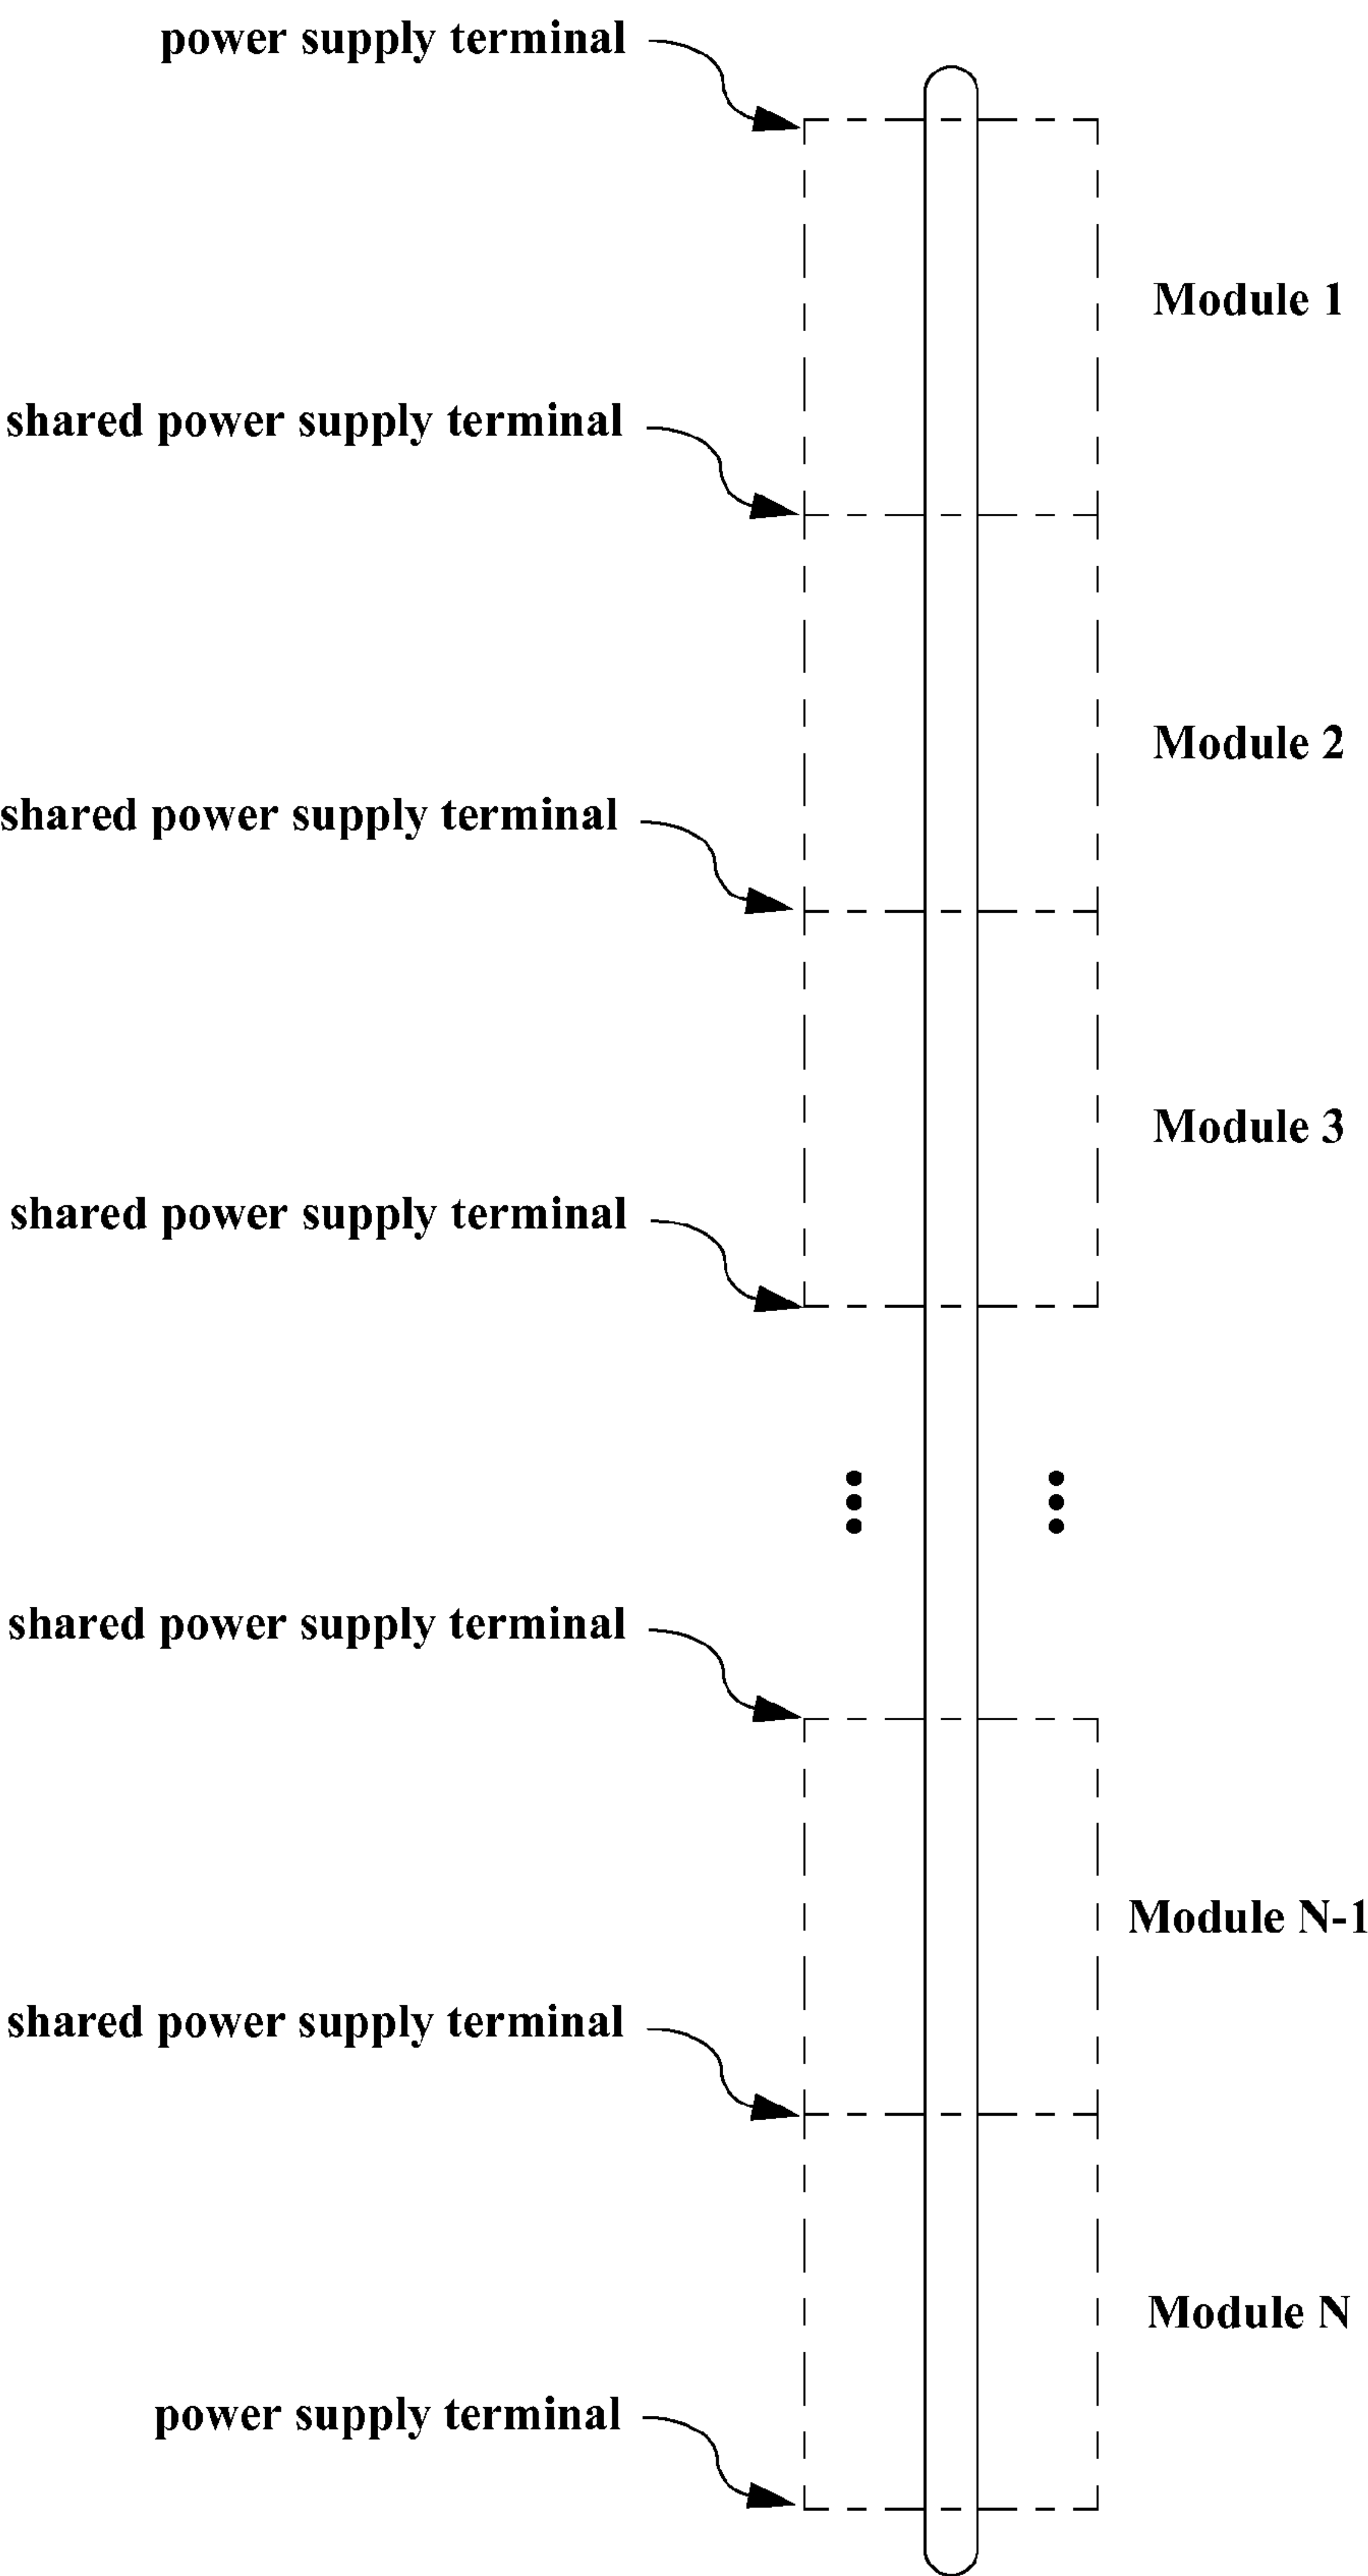 power supply terminal
Module 1
shared power supply terminal
Module 2
shared power supply terminal
Module 3
shared power supply terminal
shared power supply terminal
Module N-1
shared power supply terminal
Module N
power supply terminal